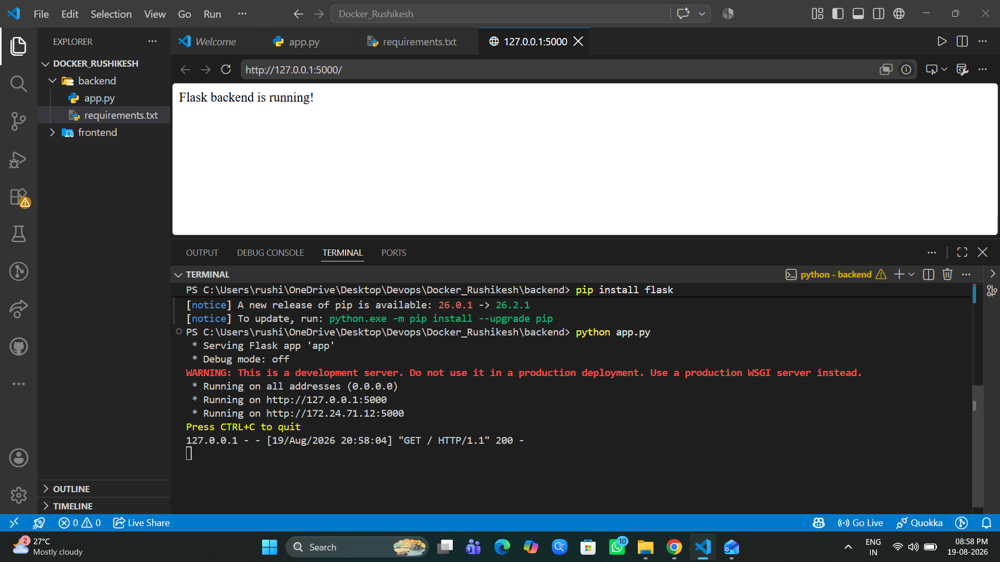 File Edit Selection View Go Run ···
Docker_Rushikesh
EXPLORER
Welcome app.py requirements.txt 127.0.0.1:5000
DOCKER_RUSHIKESH
backend
app.py
requirements.txt
frontend
http://127.0.0.1:5000/
Flask backend is running!
OUTPUT DEBUG CONSOLE TERMINAL PORTS
TERMINAL
python - backend
PS C:\Users\rushi\OneDrive\Desktop\Devops\Docker_Rushikesh\backend> pip install flask
[notice] A new release of pip is available: 26.0.1 -> 26.2.1
[notice] To update, run: python.exe -m pip install --upgrade pip
PS C:\Users\rushi\OneDrive\Desktop\Devops\Docker_Rushikesh\backend> python app.py
* Serving Flask app 'app'
* Debug mode: off
WARNING: This is a development server. Do not use it in a production deployment. Use a production WSGI server instead.
* Running on all addresses (0.0.0.0)
* Running on http://127.0.0.1:5000
* Running on http://172.24.71.12:5000
Press CTRL+C to quit
127.0.0.1 - - [19/Aug/2026 20:58:04] "GET / HTTP/1.1" 200 -
OUTLINE
TIMELINE
0 0 Live Share
Go Live Quokka
2
27°C
Mostly cloudy
Search
10
ENG
IN
08:58 PM
19-08-2026